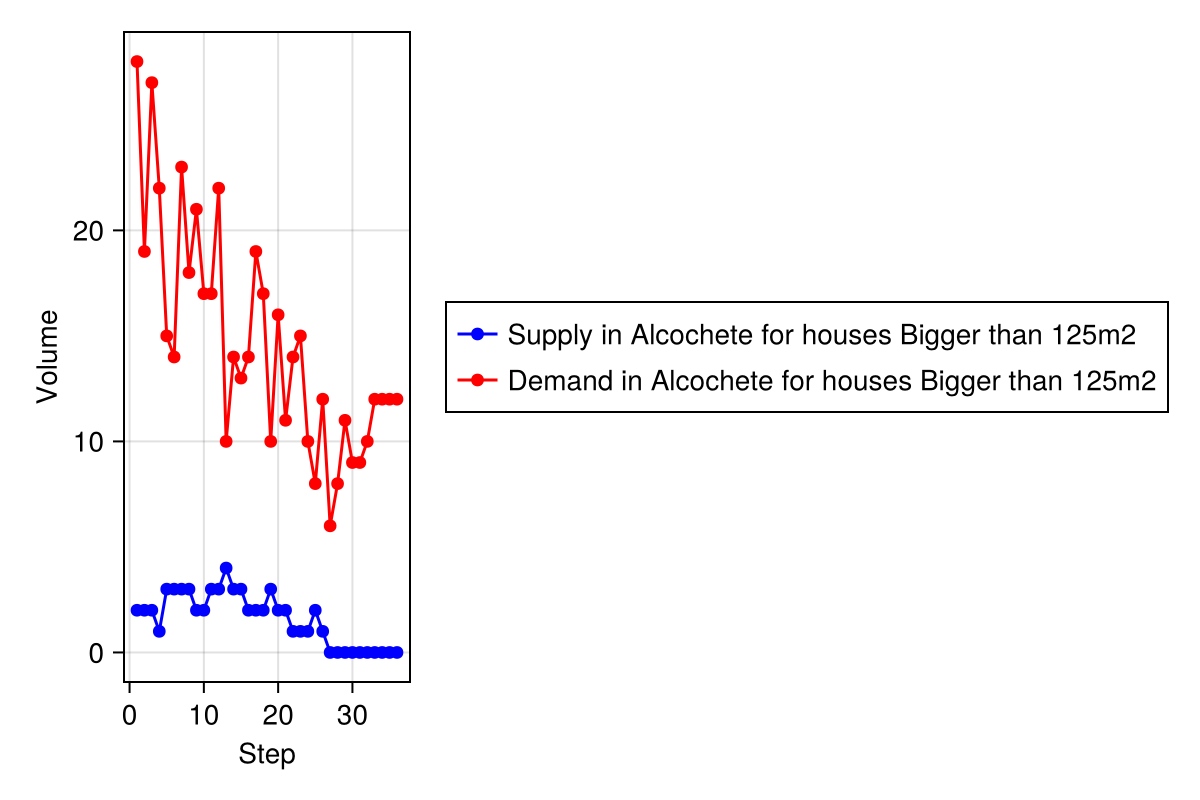 Volume
20
10
0
0 10 20 30
Step
Supply in Alcochete for houses Bigger than 125m2
Demand in Alcochete for houses Bigger than 125m2